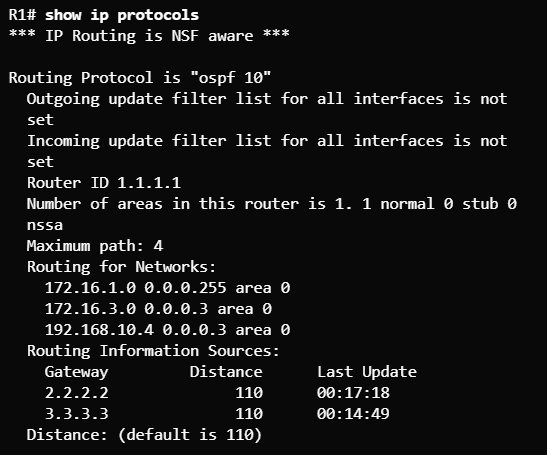 R1# show ip protocols
*** IP Routing is NSF aware ***
Routing Protocol is "ospf 10"
Outgoing update filter list for all interfaces is not
set
Incoming update filter list for all interfaces is not
set
Router ID 1.1.1.1
Number of areas in this router is 1. 1 normal 0 stub 0
nssa
Maximum path: 4
Routing for Networks:
172.16.1.0 0.0.0.255 area 0
172.16.3.0 0.0.0.3 area 0
192.168.10.4 0.0.0.3 area 0
Routing Information Sources:
Gateway Distance Last Update
2.2.2.2 110 00:17:18
3.3.3.3 110 00:14:49
Distance: (default is 110)